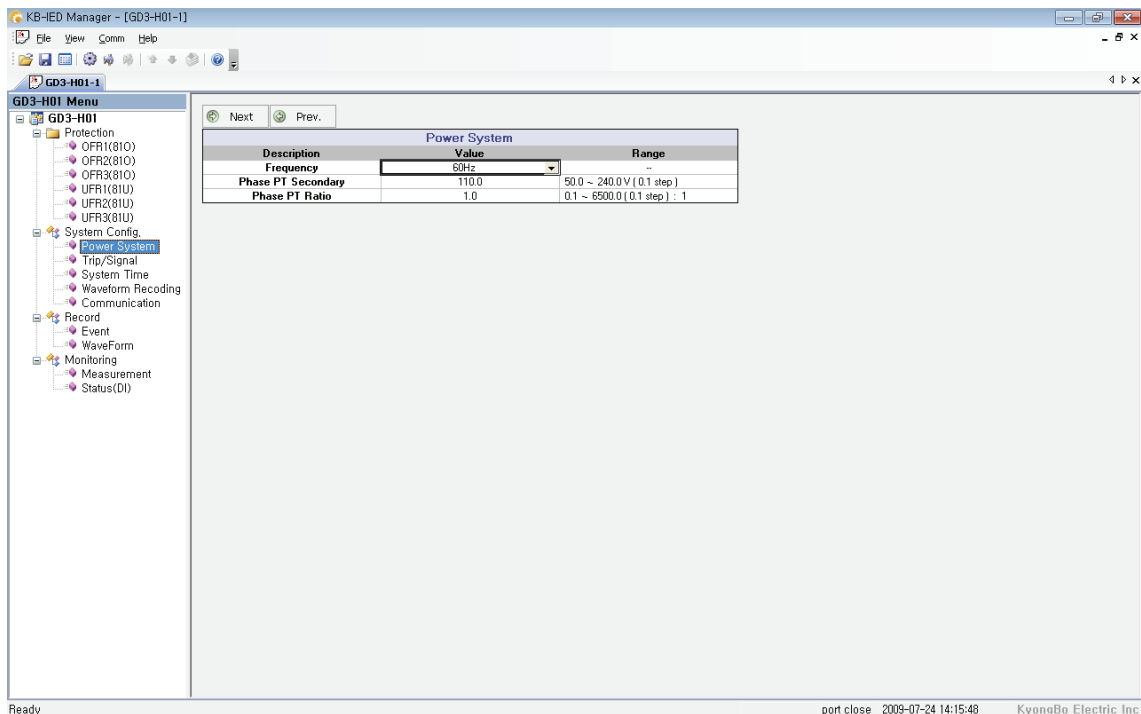 KB-IED Manager - [GD3-H01-1]
File View Comm Help
GD3-H01-1
GD3-H01 Menu
GD3-H01
Protection
OFR1(81O)
OFR2(81O)
OFR3(81O)
UFR1(81U)
UFR2(81U)
UFR3(81U)
System Config.
Power System
Trip/Signal
System Time
Waveform Recoding
Communication
Record
Event
WaveForm
Monitoring
Measurement
Status(DI)
Next Prev.
Power System
Description Value Range
Frequency 60Hz --
Phase PT Secondary 110.0 50.0 ~ 240.0 V ( 0.1 step )
Phase PT Ratio 1.0 0.1 ~ 6500.0 ( 0.1 step ) : 1
Ready port close 2009-07-24 14:15:48 KyongBo Electric Inc